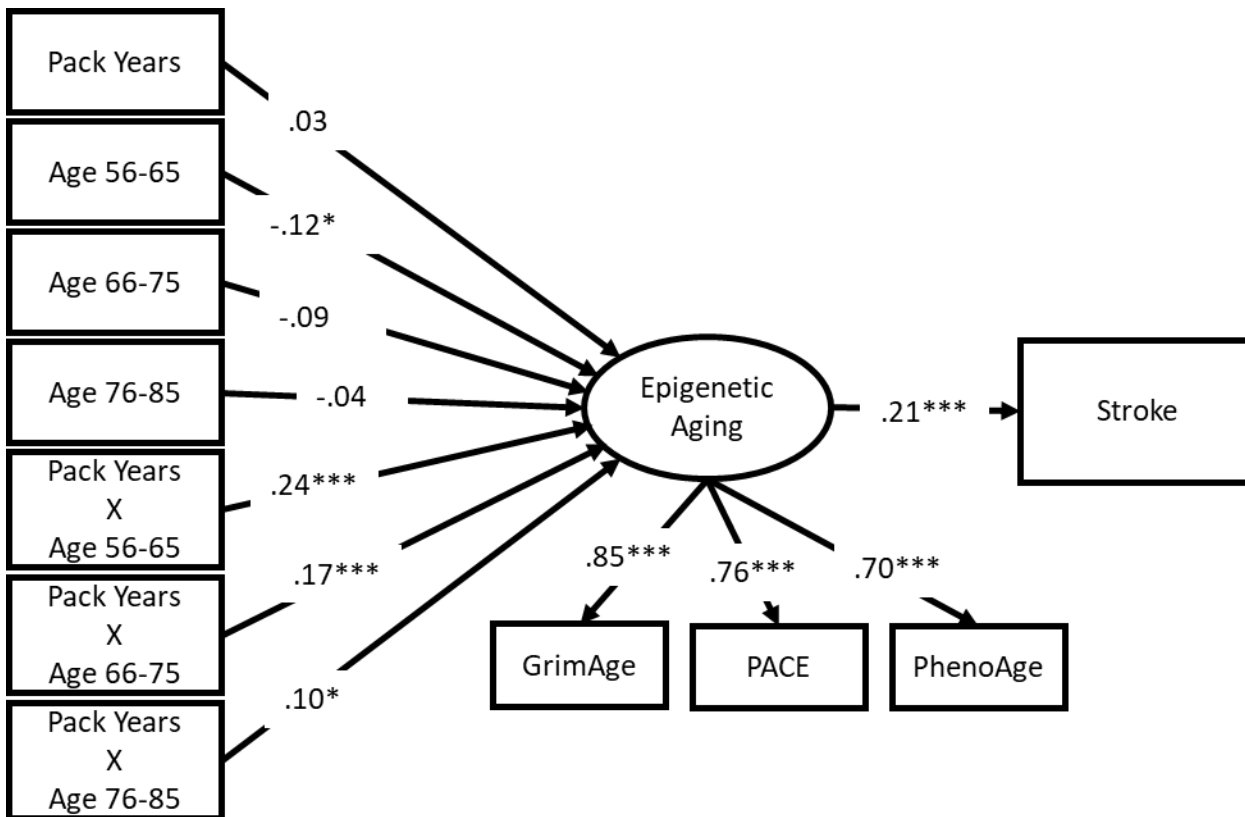 Pack Years
Age 56-65
Age 66-75
Age 76-85
Pack Years
X
Age 56-65
Pack Years
X
Age 66-75
Pack Years
X
Age 76-85
.03
-.12*
-.09
-.04
.24***
.17***
.10*
Epigenetic
Aging
.21***
Stroke
.85***
.76***
.70***
GrimAge
PACE
PhenoAge